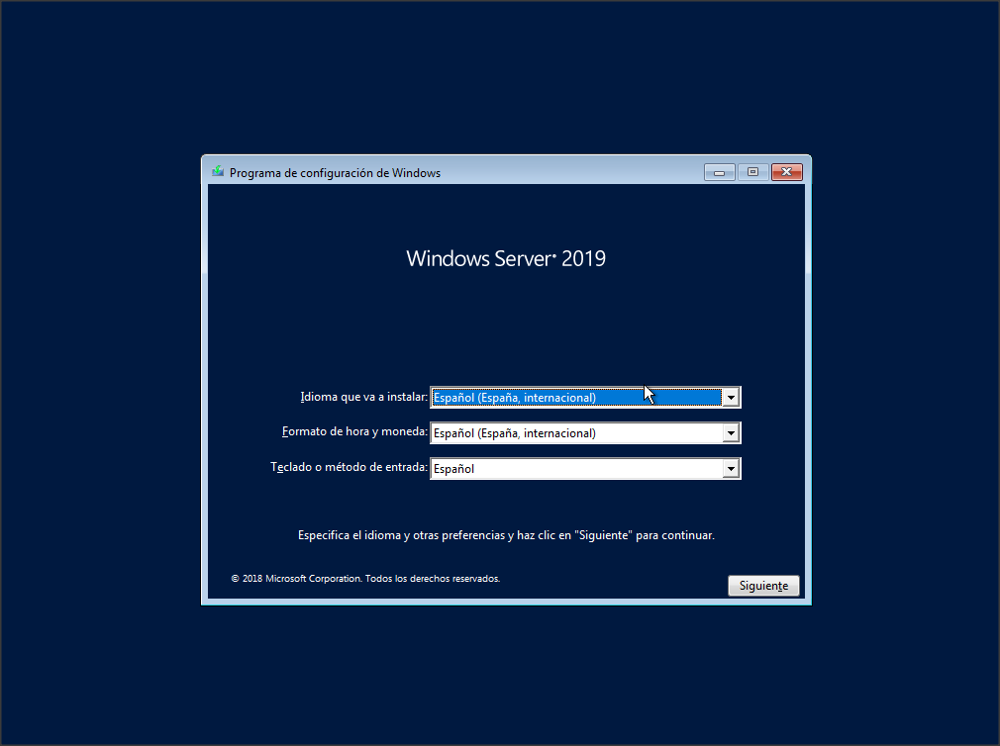 Programa de configuración de Windows
Windows Server 2019
Idioma que va a instalar: Español (España, internacional)
Formato de hora y moneda: Español (España, internacional)
Teclado o método de entrada: Español
Especifica el idioma y otras preferencias y haz clic en "Siguiente" para continuar.
© 2018 Microsoft Corporation. Todos los derechos reservados.
Siguiente